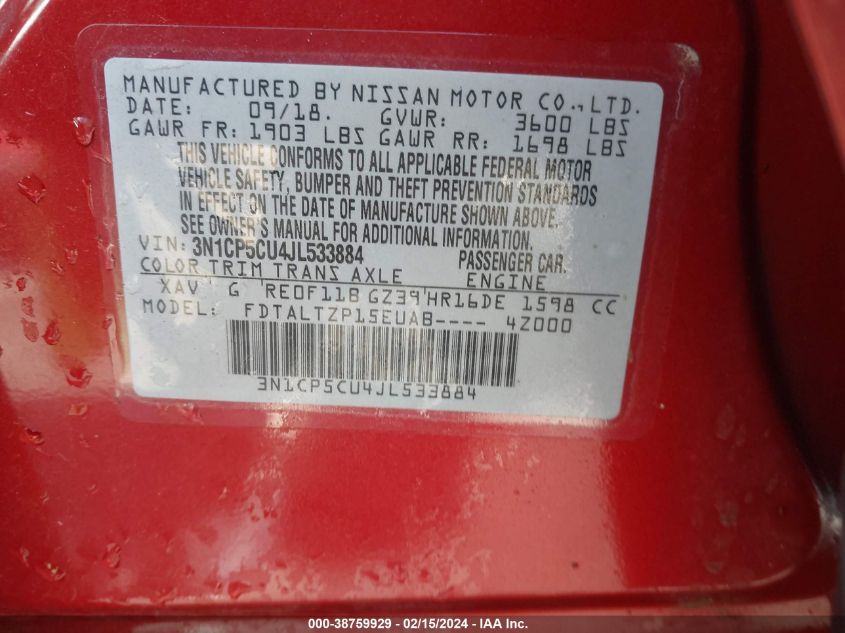 MANUFACTURED BY NISSAN MOTOR CO., LTD.
DATE: 09/18. GVWR: 3600 LBS
GAWR FR: 1903 LBS GAWR RR: 1698 LBS
THIS VEHICLE CONFORMS TO ALL APPLICABLE FEDERAL MOTOR
VEHICLE SAFETY, BUMPER AND THEFT PREVENTION STANDARDS
IN EFFECT ON THE DATE OF MANUFACTURE SHOWN ABOVE.
SEE OWNER'S MANUAL FOR ADDITIONAL INFORMATION.
VIN: 3N1CP5CU4JL533884 PASSENGER CAR.
COLOR TRIM TRANS AXLE ENGINE
XAV G RE0F11B GZ39 HR16DE 1598 CC
MODEL: FDTALTZP15EUAB---- 4Z000
3N1CP5CU4JL533884
000-38759929 - 02/15/2024 - IAA Inc.